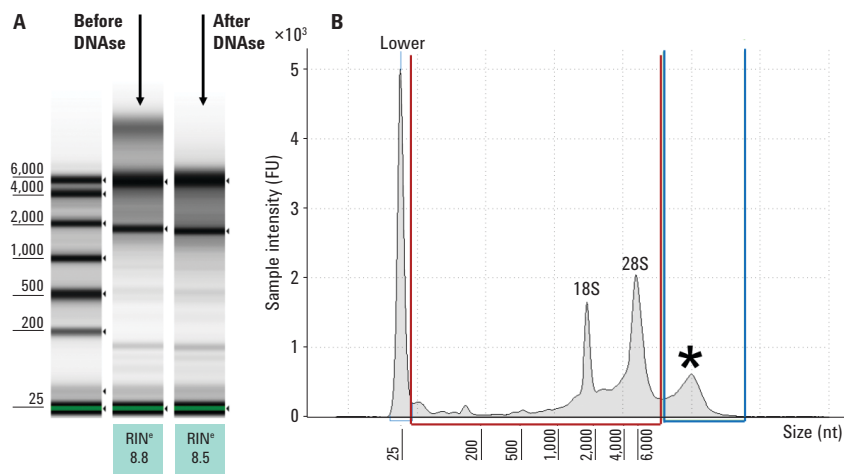 A
Before
DNAse
After
DNAse
6,000
4,000
2,000
1,000
500
200
25
RINe
8.8
RINe
8.5
B
×10³
Lower
5
4
3
2
1
0
Sample intensity (FU)
18S
28S
*
25
200
500
1,000
2,000
4,000
6,000
Size (nt)